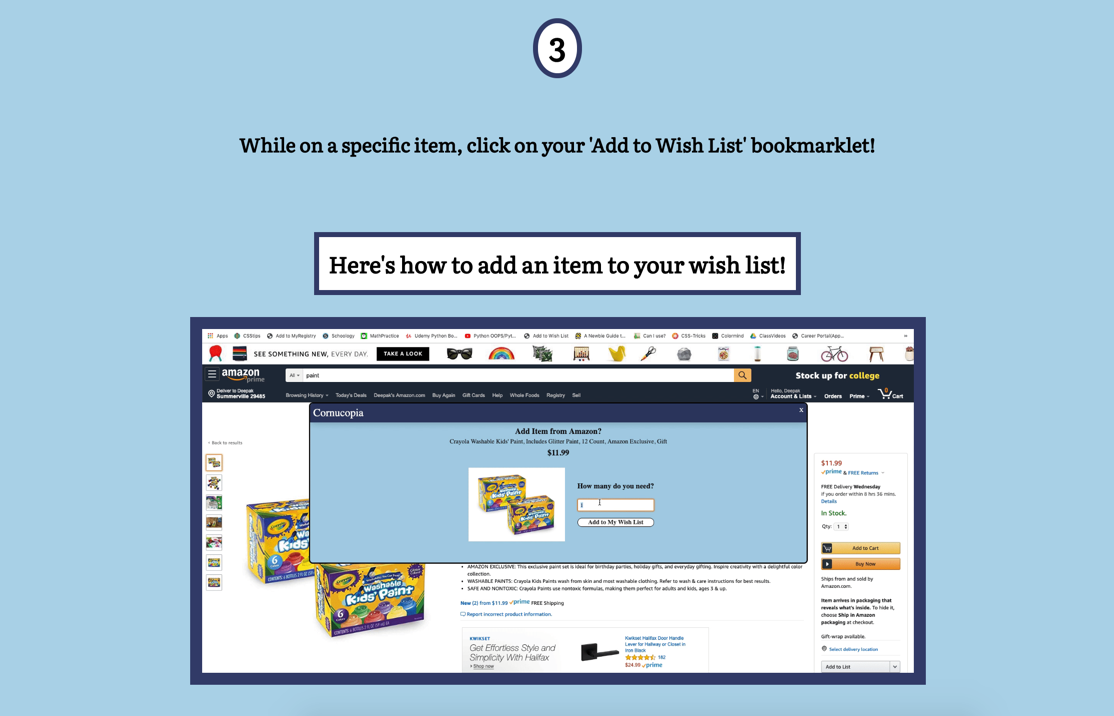 3
While on a specific item, click on your 'Add to Wish List' bookmarklet!
Here's how to add an item to your wish list!
Apps CSStips Add to MyRegistry Schoology MathPractice Udemy Python Bo... Python OOPS/Pyt... Add to Wish List A Newbie Guide t... Can I use? CSS-Tricks Colormind ClassVideos Career Portal/App... »
SEE SOMETHING NEW, EVERY DAY. TAKE A LOOK
amazon prime All paint Stock up for college
Deliver to Deepak
Summerville 29485
Browsing History Today's Deals Deepak's Amazon.com Buy Again Gift Cards Help Whole Foods Registry Sell
EN Hello, Deepak
Account & Lists Orders Prime 0 Cart
Cornucopia X
‹ Back to results
Add Item from Amazon?
Crayola Washable Kids' Paint, Includes Glitter Paint, 12 Count, Amazon Exclusive, Gift
$11.99
How many do you need?
Add to My Wish List
Crayola
Washable
Kids' Paint
6
AMAZON EXCLUSIVE: This exclusive paint set is ideal for birthday parties, holiday gifts, and everyday gifting. Inspire creativity with a delightful color
collection.
WASHABLE PAINTS: Crayola Kids Paints wash from skin and most washable clothing. Refer to wash & care instructions for best results.
SAFE AND NONTOXIC: Crayola Paints use nontoxic formulas, making them perfect for adults and kids, ages 3 & up.
New (2) from $11.99 prime FREE Shipping
Report incorrect product information.
KWIKSET
Get Effortless Style and
Simplicity With Halifax
› Shop now
Kwikset Halifax Door Handle
Lever for Hallway or Closet in
Iron Black
182
$24.99 prime
$11.99
prime & FREE Returns
FREE Delivery Wednesday
if you order within 8 hrs 36 mins.
Details
In Stock.
Qty: 1
Add to Cart
Buy Now
Ships from and sold by
Amazon.com.
Item arrives in packaging that
reveals what's inside. To hide it,
choose Ship in Amazon
packaging at checkout.
Gift-wrap available.
Select delivery location
Add to List